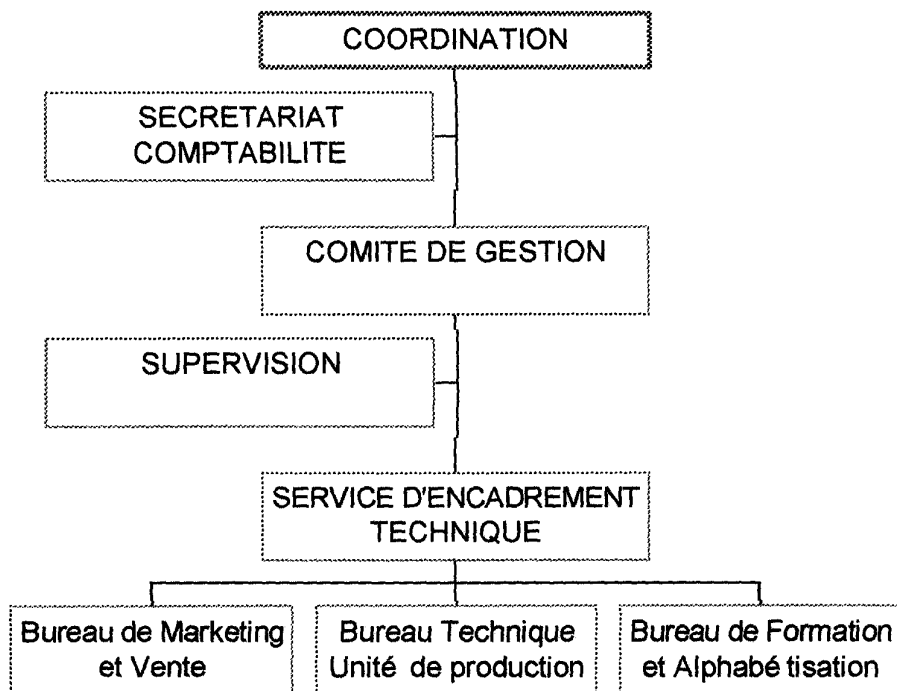 COORDINATION
SECRETARIAT
COMPTABILITE
COMITE DE GESTION
SUPERVISION
SERVICE D'ENCADREMENT
TECHNIQUE
Bureau de Marketing
et Vente
Bureau Technique
Unité de production
Bureau de Formation
et Alphabé tisation